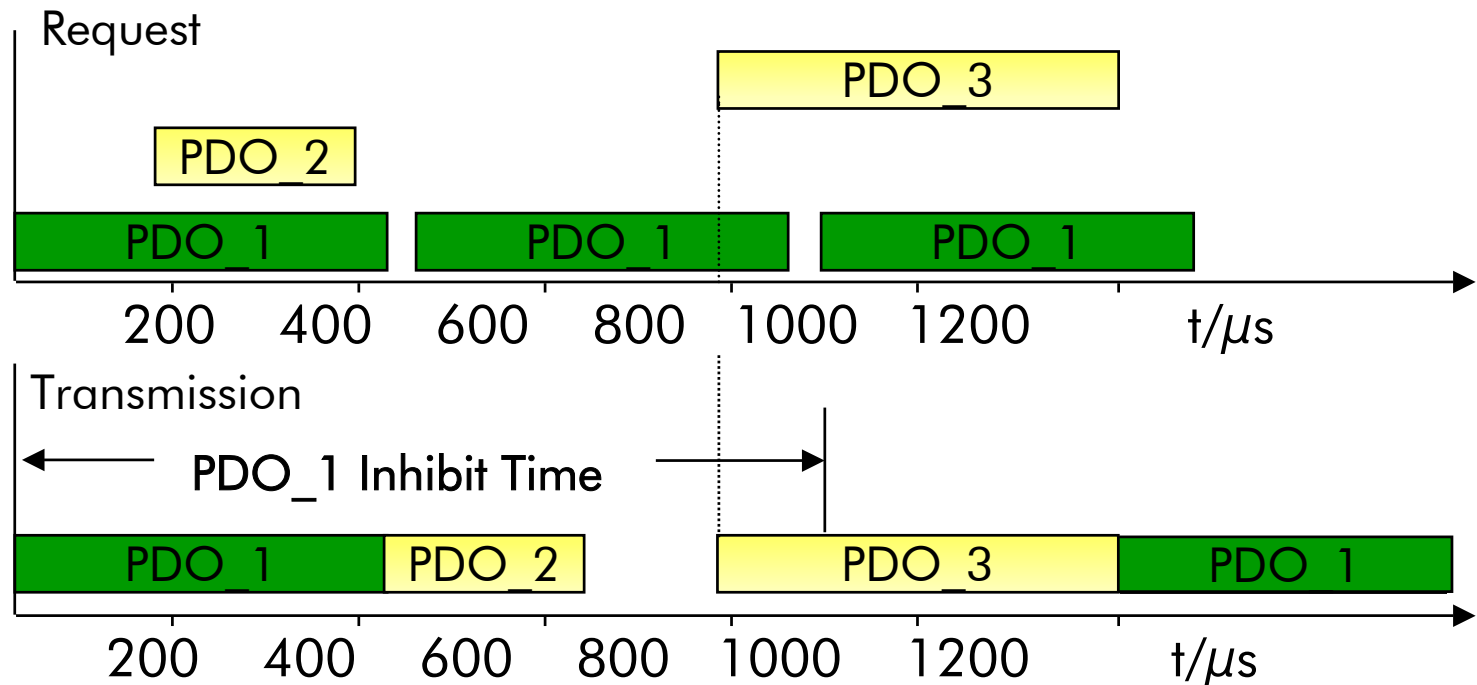 Request
PDO_3
PDO_2
PDO_1 PDO_1 PDO_1
200 400 600 800 1000 1200 t/µs
Transmission
PDO_1 Inhibit Time
PDO_1 PDO_2 PDO_3 PDO_1
200 400 600 800 1000 1200 t/µs